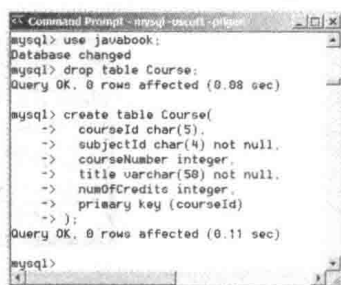 Command Prompt - mysql -uscott -ptiger
mysql> use javabook;
Database changed
mysql> drop table Course;
Query OK, 0 rows affected (0.08 sec)
mysql> create table Course(
-> courseId char(5),
-> subjectId char(4) not null,
-> courseNumber integer,
-> title varchar(50) not null,
-> numOfCredits integer,
-> primary key (courseId)
-> );
Query OK, 0 rows affected (0.11 sec)
mysql>